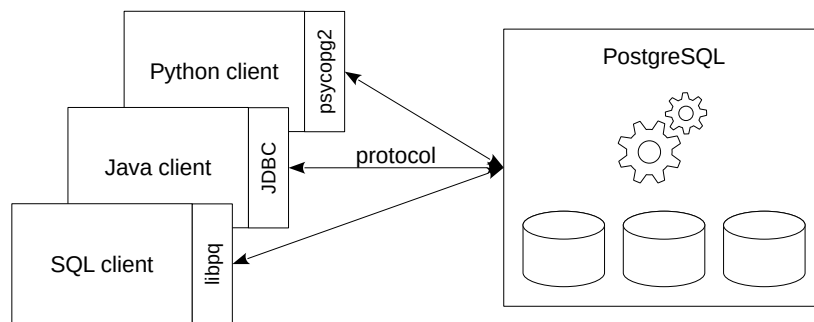 Python client
psycopg2
PostgreSQL
Java client
JDBC
protocol
SQL client
libpq